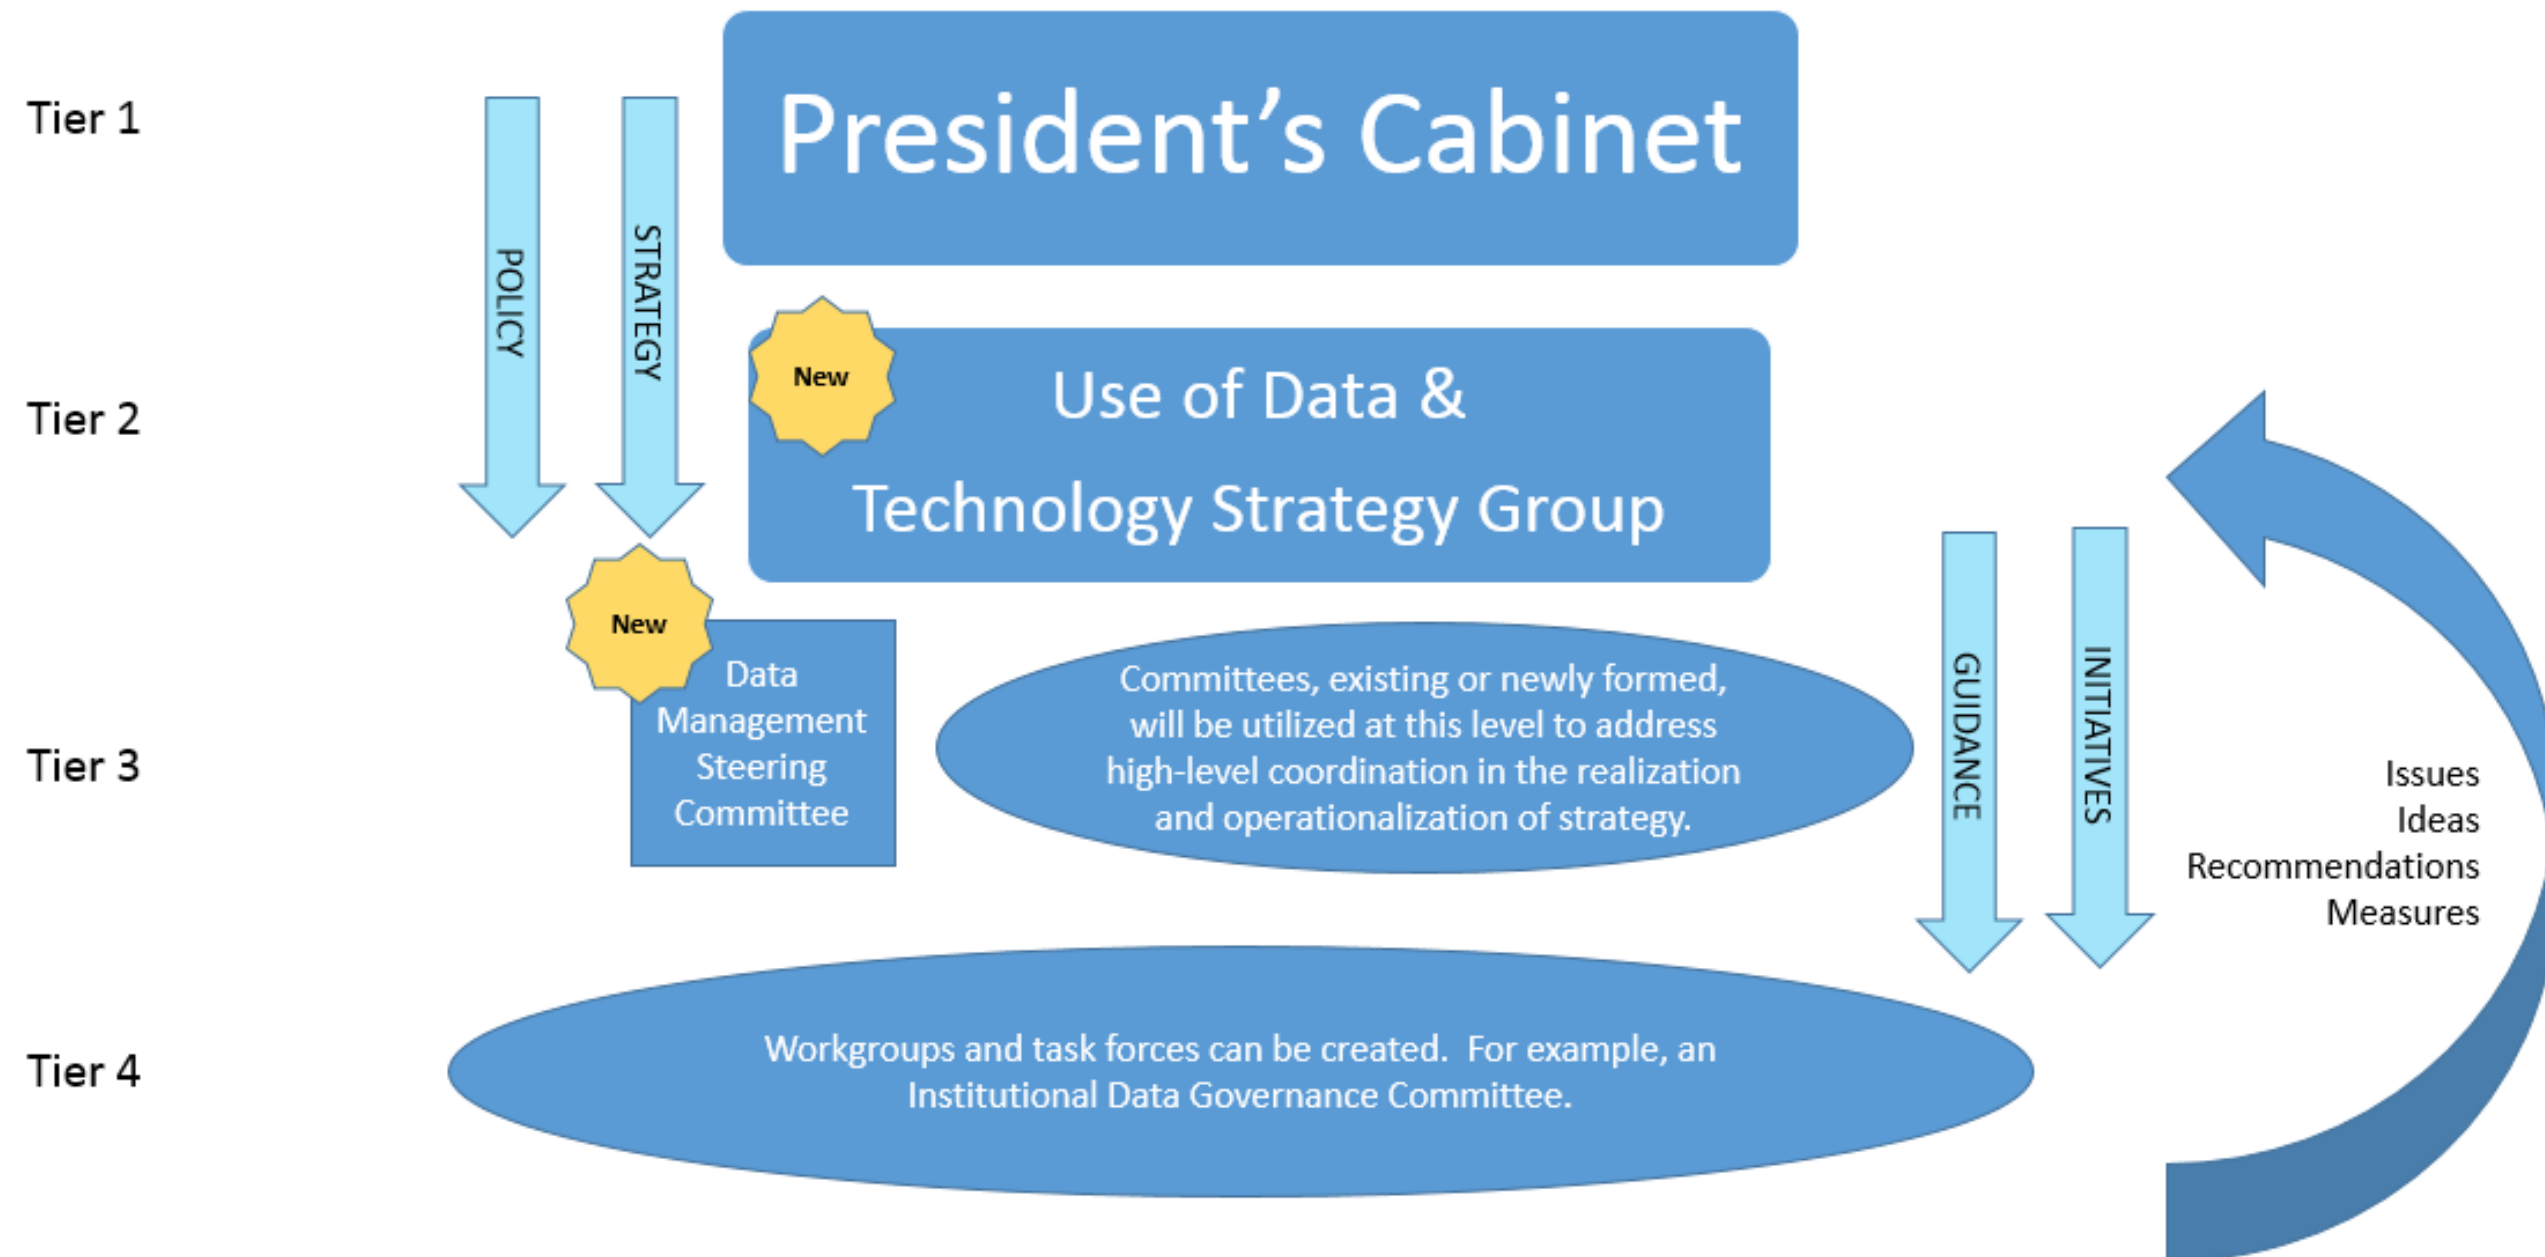 Tier 1
POLICY
STRATEGY
President’s Cabinet
Tier 2
New
Use of Data &
Technology Strategy Group
Tier 3
New
Data
Management
Steering
Committee
Committees, existing or newly formed,
will be utilized at this level to address
high-level coordination in the realization
and operationalization of strategy.
GUIDANCE
INITIATIVES
Issues
Ideas
Recommendations
Measures
Tier 4
Workgroups and task forces can be created.  For example, an
Institutional Data Governance Committee.